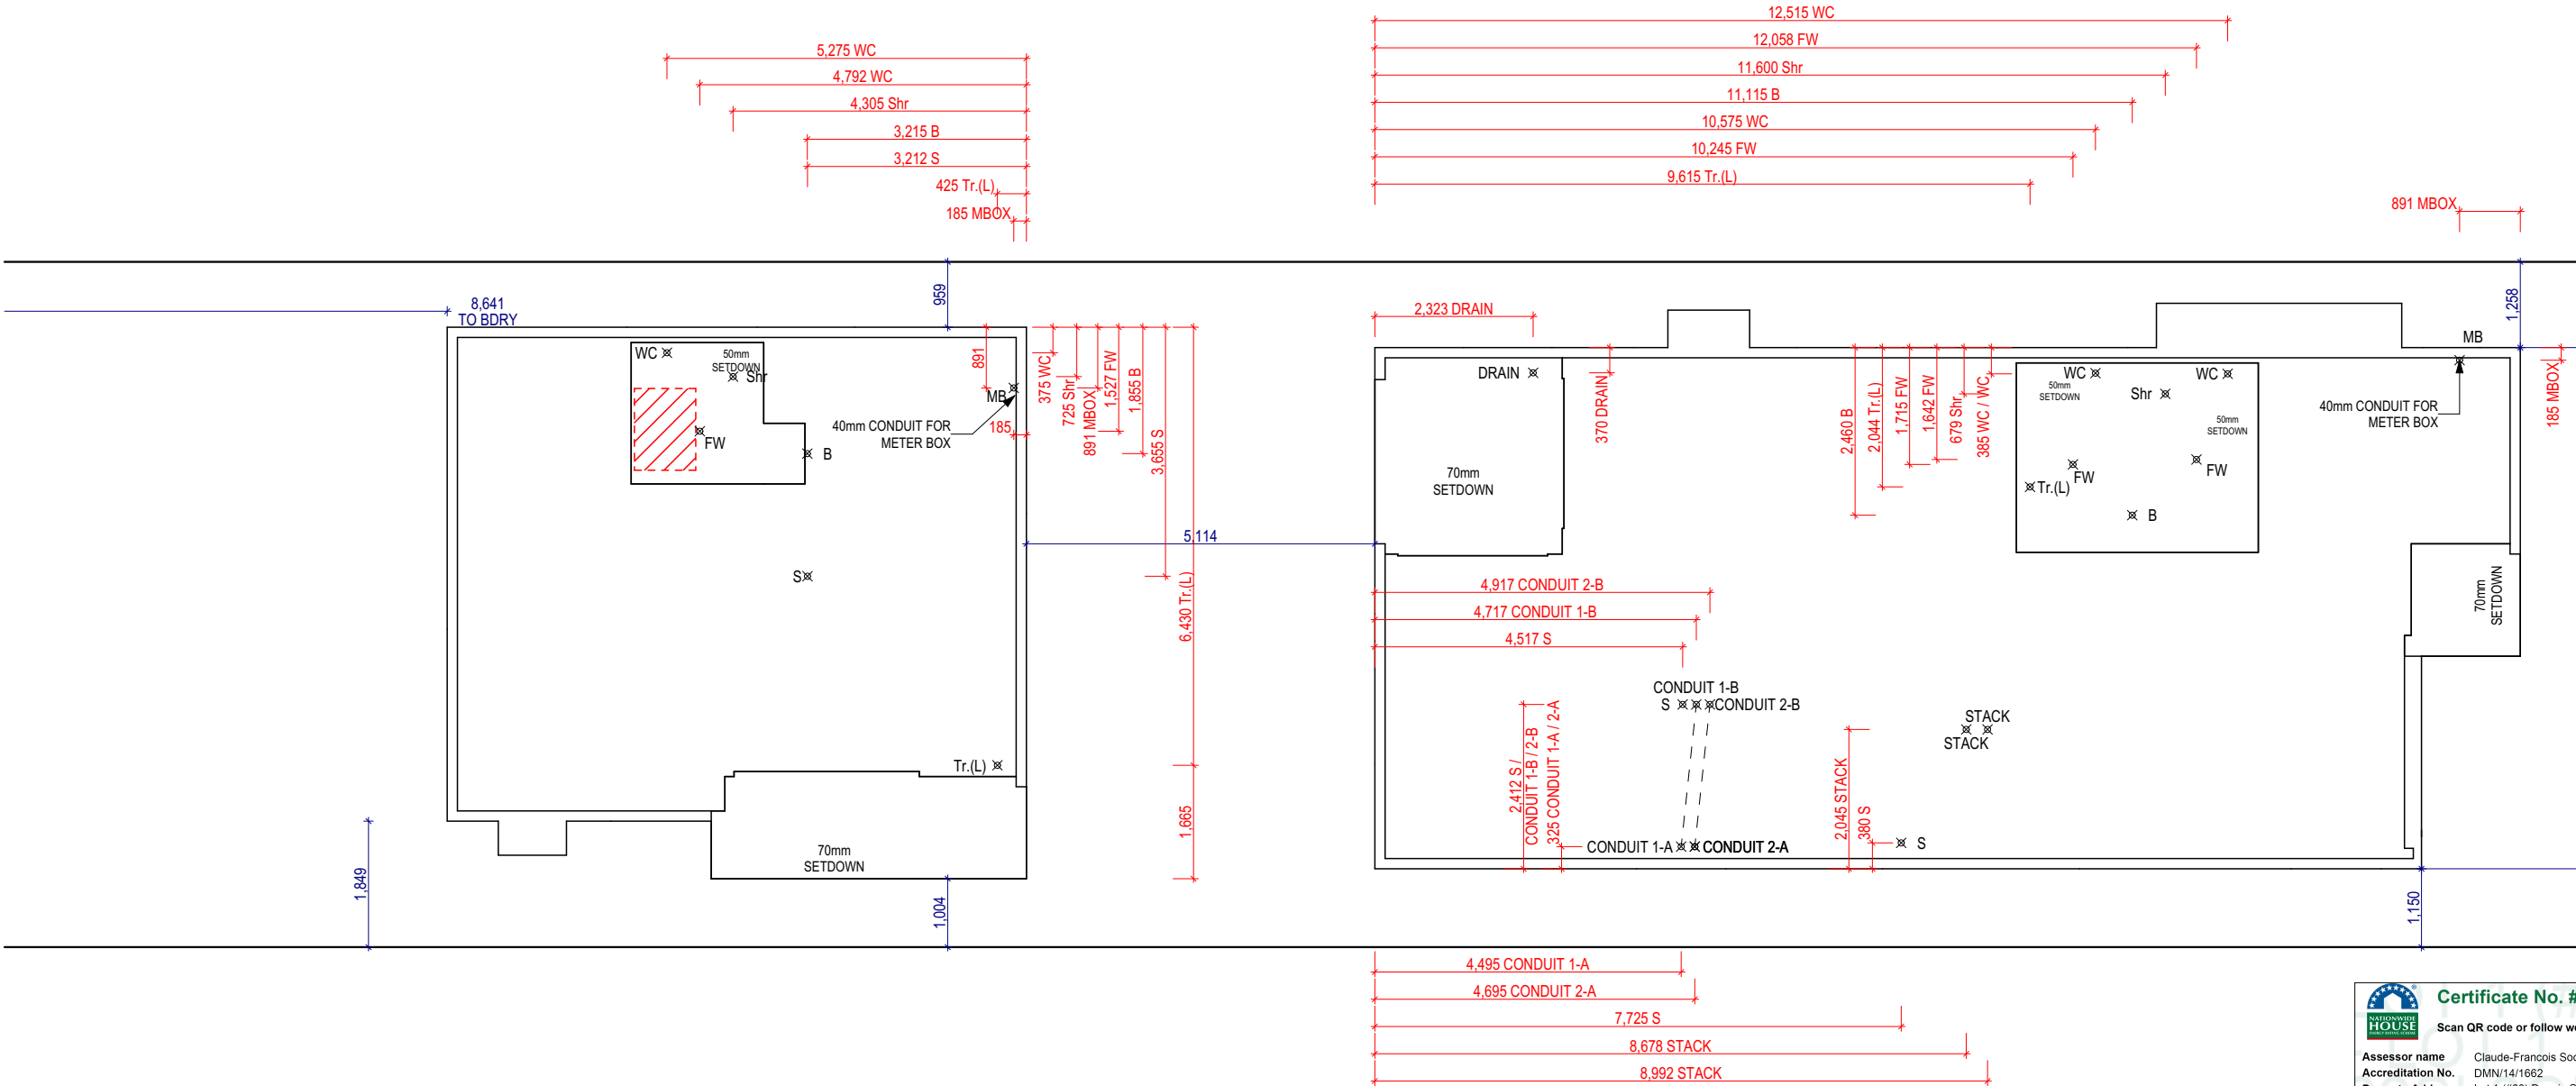 12,515 WC
12,058 FW
11,600 Shr
11,115 B
10,575 WC
10,245 FW
9,615 Tr.(L)
5,275 WC
4,792 WC
4,305 Shr
3,215 B
3,212 S
425 Tr.(L)
185 MBOX
891 MBOX
8,641
TO BDRY
959
1,258
WC
50mm
SETDOWN
Shr
FW
B
S
891
MB
185
40mm CONDUIT FOR
METER BOX
375 WC
725 Shr
891 MBOX
1,527 FW
1,855 B
3,655 S
6,430 Tr.(L)
1,665
Tr.(L)
70mm
SETDOWN
1,849
1,004
5,114
2,323 DRAIN
DRAIN
370 DRAIN
70mm
SETDOWN
2,460 B
2,044 Tr.(L)
1,715 FW
1,642 FW
679 Shr
385 WC / WC
WC
50mm
SETDOWN
Shr
WC
50mm
SETDOWN
FW
FW
Tr.(L)
B
MB
40mm CONDUIT FOR
METER BOX
185 MBOX
70mm
SETDOWN
4,917 CONDUIT 2-B
4,717 CONDUIT 1-B
4,517 S
CONDUIT 1-B
S
CONDUIT 2-B
2,412 S /
CONDUIT 1-B / 2-B
325 CONDUIT 1-A / 2-A
CONDUIT 1-A
CONDUIT 2-A
STACK
STACK
2,045 STACK
380 S
S
1,150
4,495 CONDUIT 1-A
4,695 CONDUIT 2-A
7,725 S
8,678 STACK
8,992 STACK
NATIONWIDE
HOUSE
Certificate No. #
Scan QR code or follow we
Assessor name Claude-Francois Soo
Accreditation No. DMN/14/1662